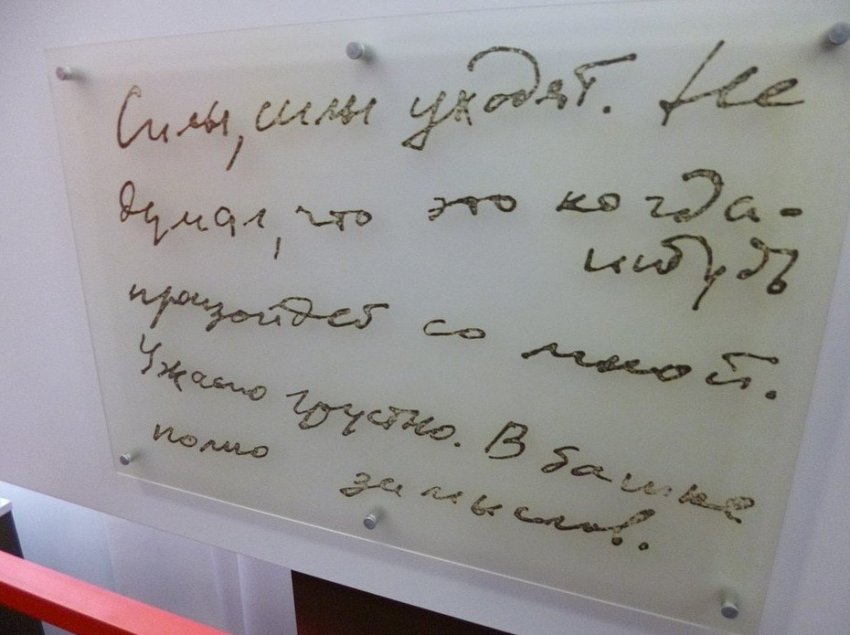 Силы, силы уходят. Не
думал, что это когда-
нибудь
произойдет со мной.
Ужасно грустно. В башке
полно замыслов.